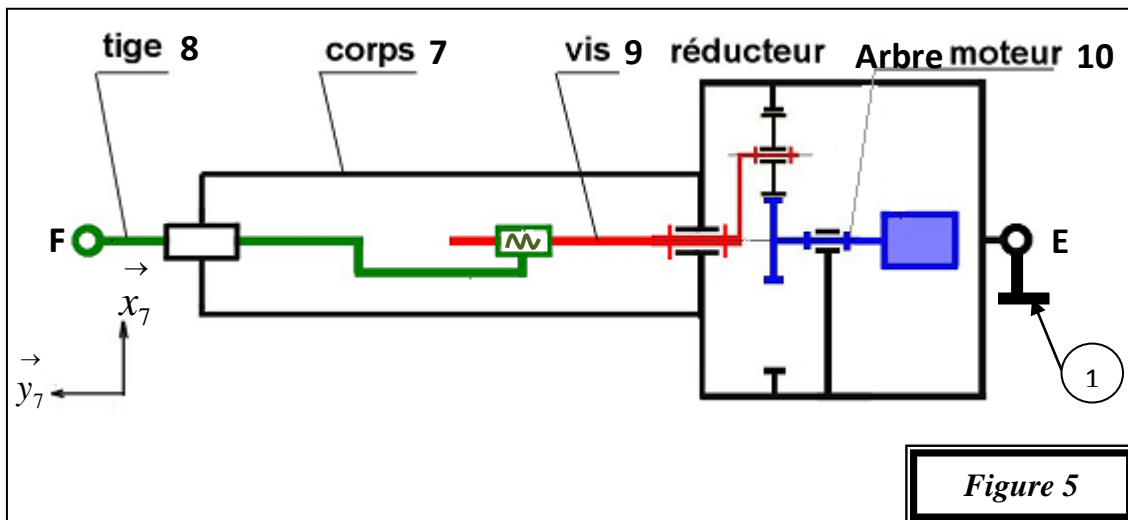 tige 8 corps 7 vis 9 réducteur Arbre moteur 10
F E
x₇
y₇
1
Figure 5